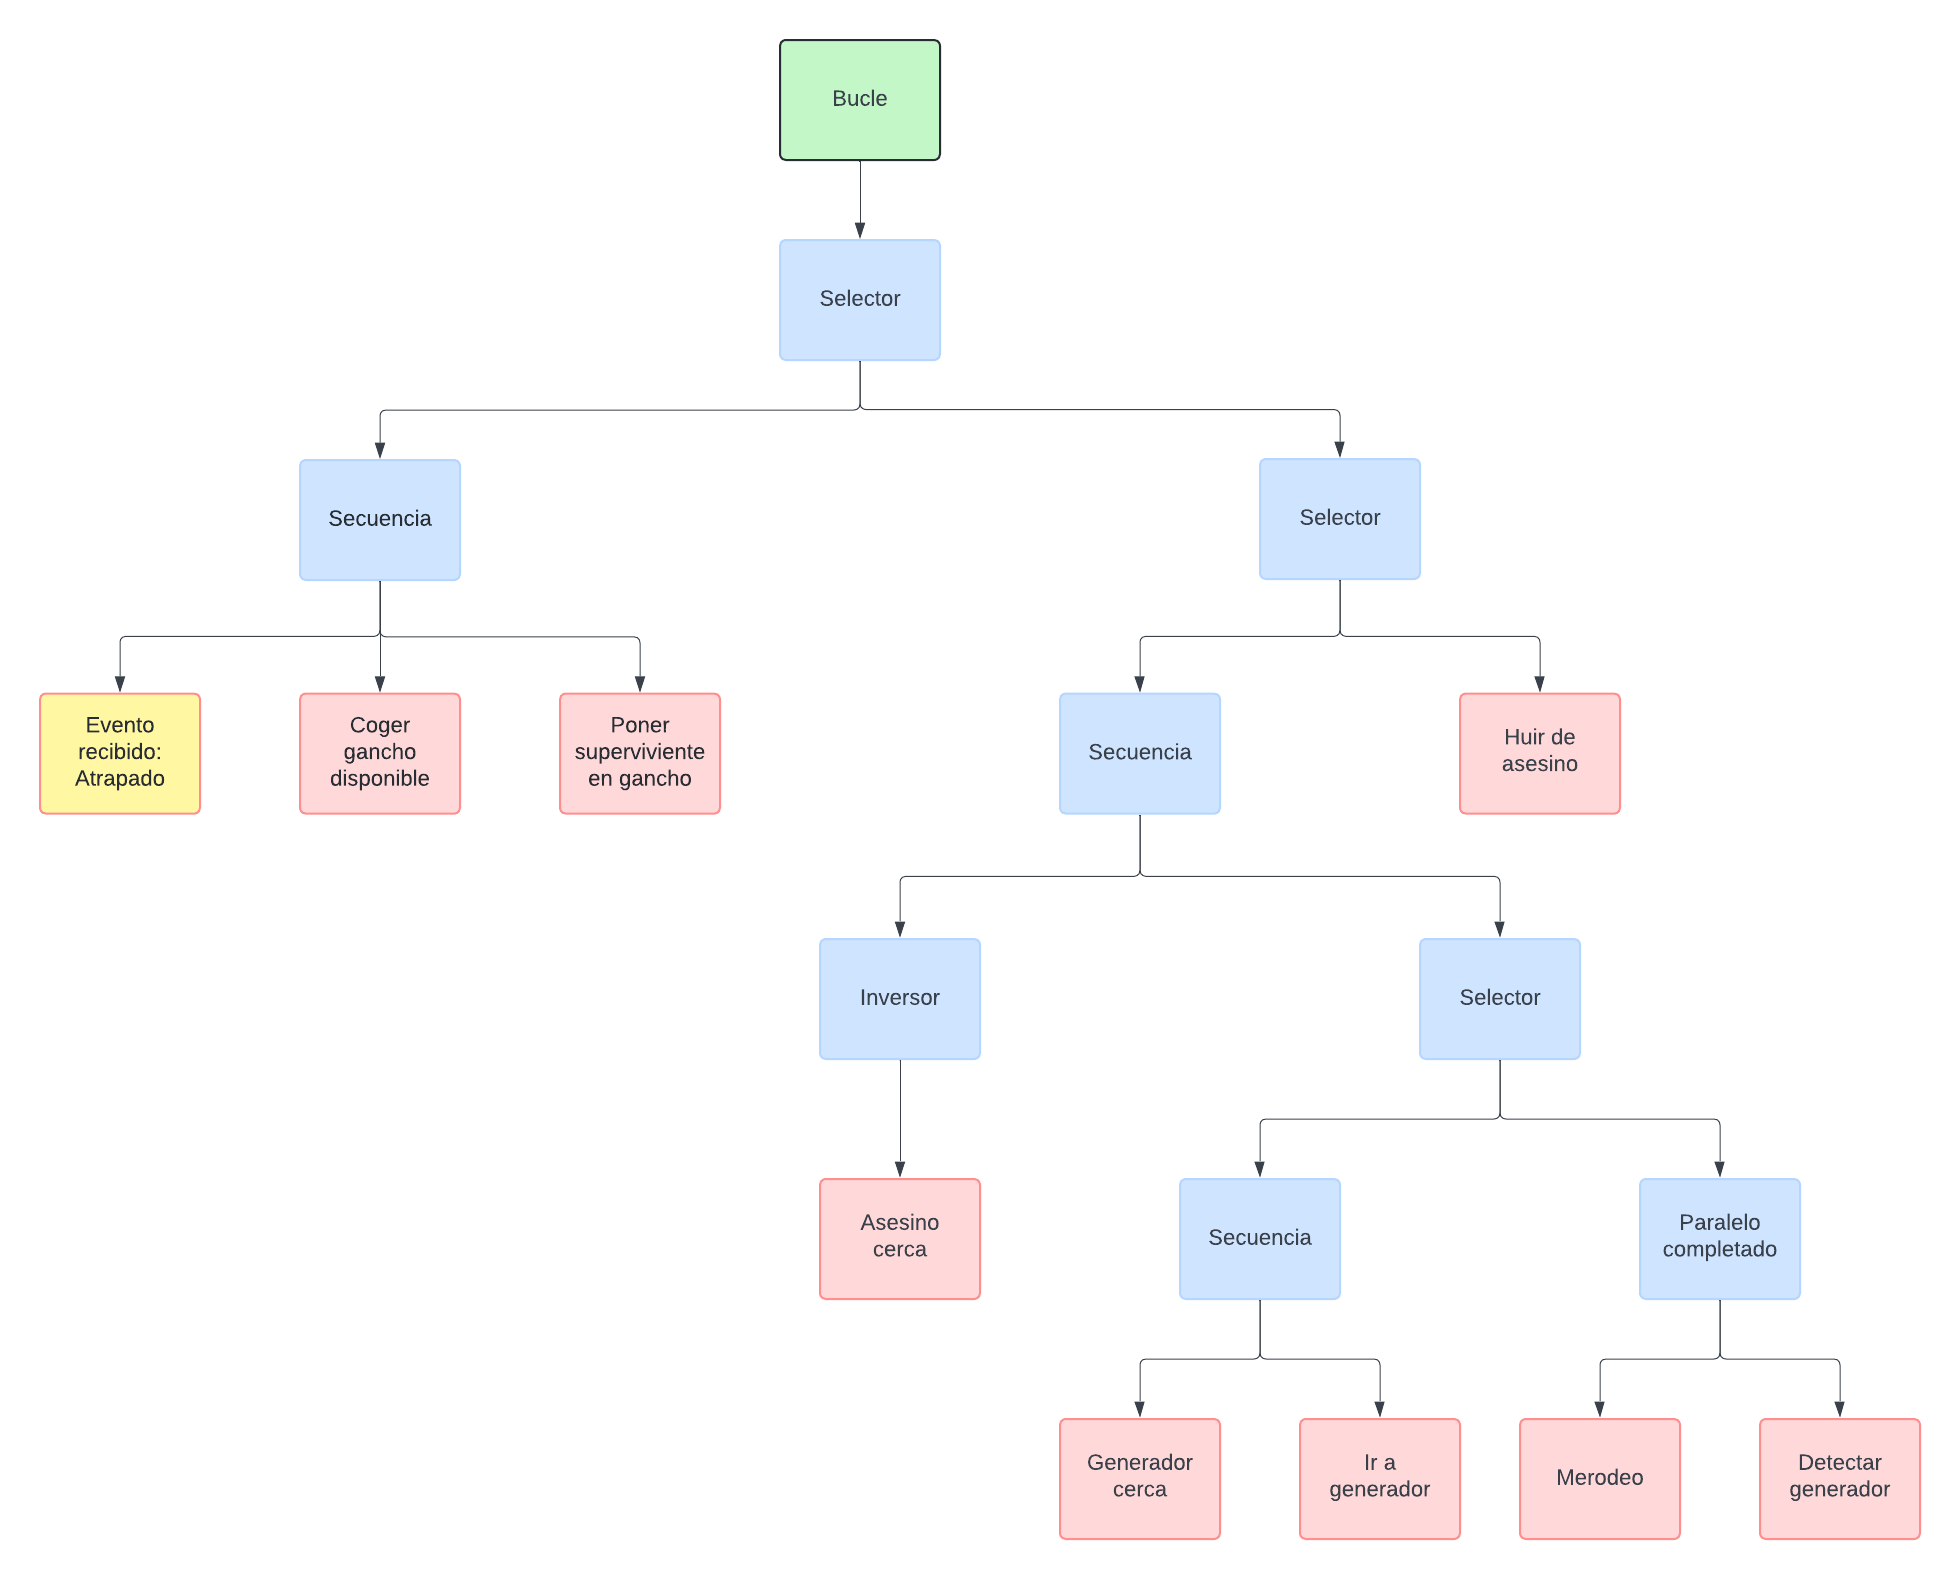 Bucle
Selector
Secuencia
Selector
Evento
recibido:
Atrapado
Coger
gancho
disponible
Poner
superviviente
en gancho
Secuencia
Huir de
asesino
Inversor
Selector
Asesino
cerca
Secuencia
Paralelo
completado
Generador
cerca
Ir a
generador
Merodeo
Detectar
generador